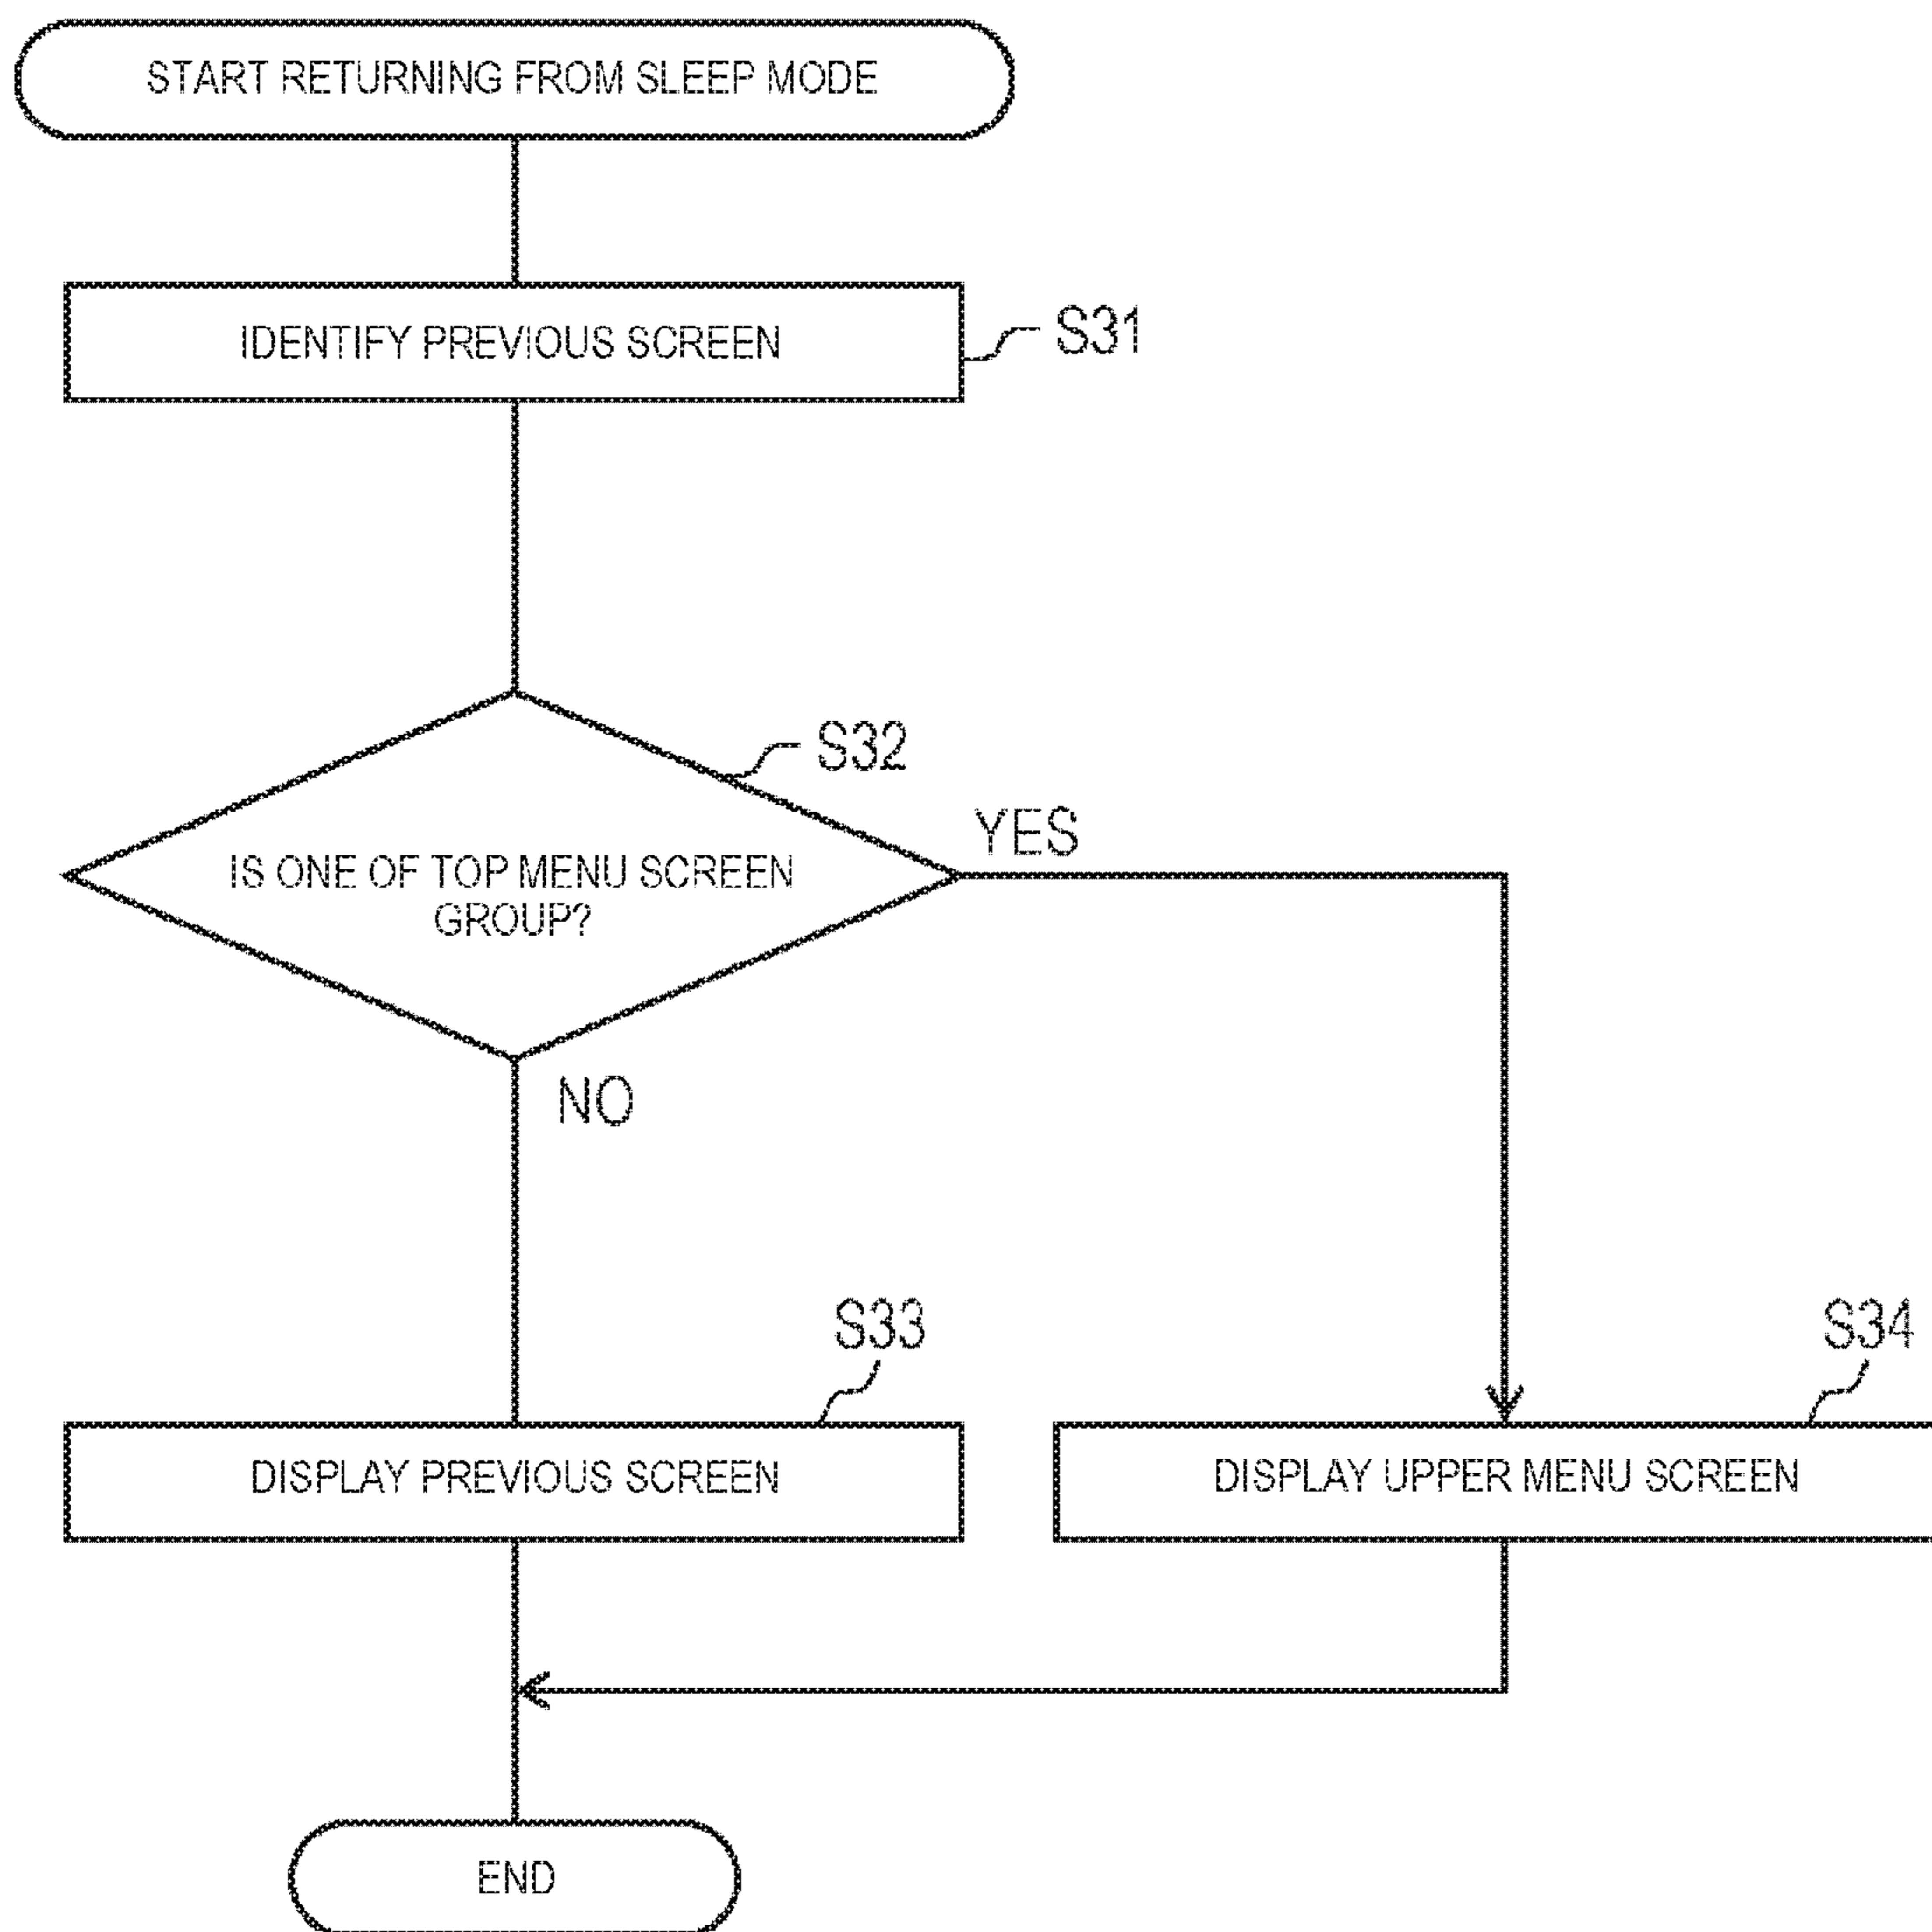 START RETURNING FROM SLEEP MODE
IDENTIFY PREVIOUS SCREEN
S31
S32
YES
IS ONE OF TOP MENU SCREEN
GROUP?
NO
S33
S34
DISPLAY PREVIOUS SCREEN
DISPLAY UPPER MENU SCREEN
END